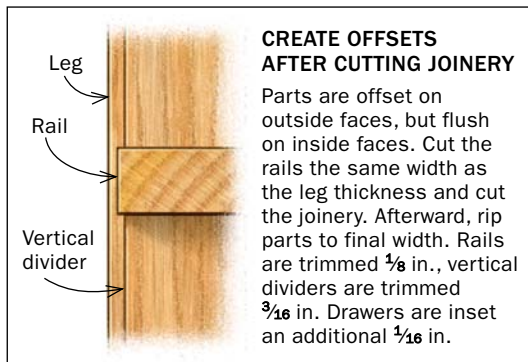 Leg
Rail
Vertical
divider
CREATE OFFSETS
AFTER CUTTING JOINERY
Parts are offset on
outside faces, but flush
on inside faces. Cut the
rails the same width as
the leg thickness and cut
the joinery. Afterward, rip
parts to final width. Rails
are trimmed 1⁄8 in., vertical
dividers are trimmed
3⁄16 in. Drawers are inset
an additional 1⁄16 in.